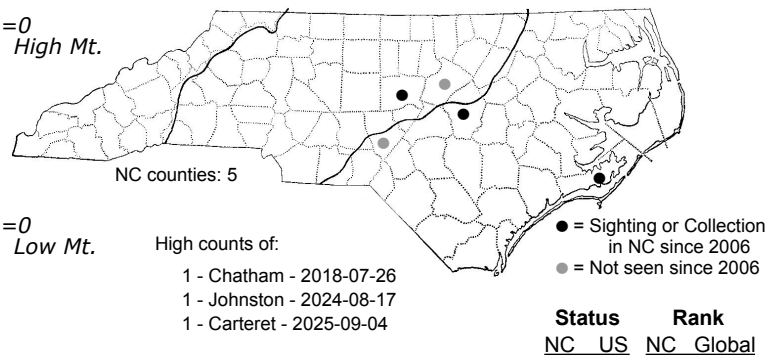 =0
High Mt.
NC counties: 5
=0
Low Mt.
High counts of:
1 - Chatham - 2018-07-26
1 - Johnston - 2024-08-17
1 - Carteret - 2025-09-04
= Sighting or Collection
in NC since 2006
= Not seen since 2006
Status Rank
NC US NC Global